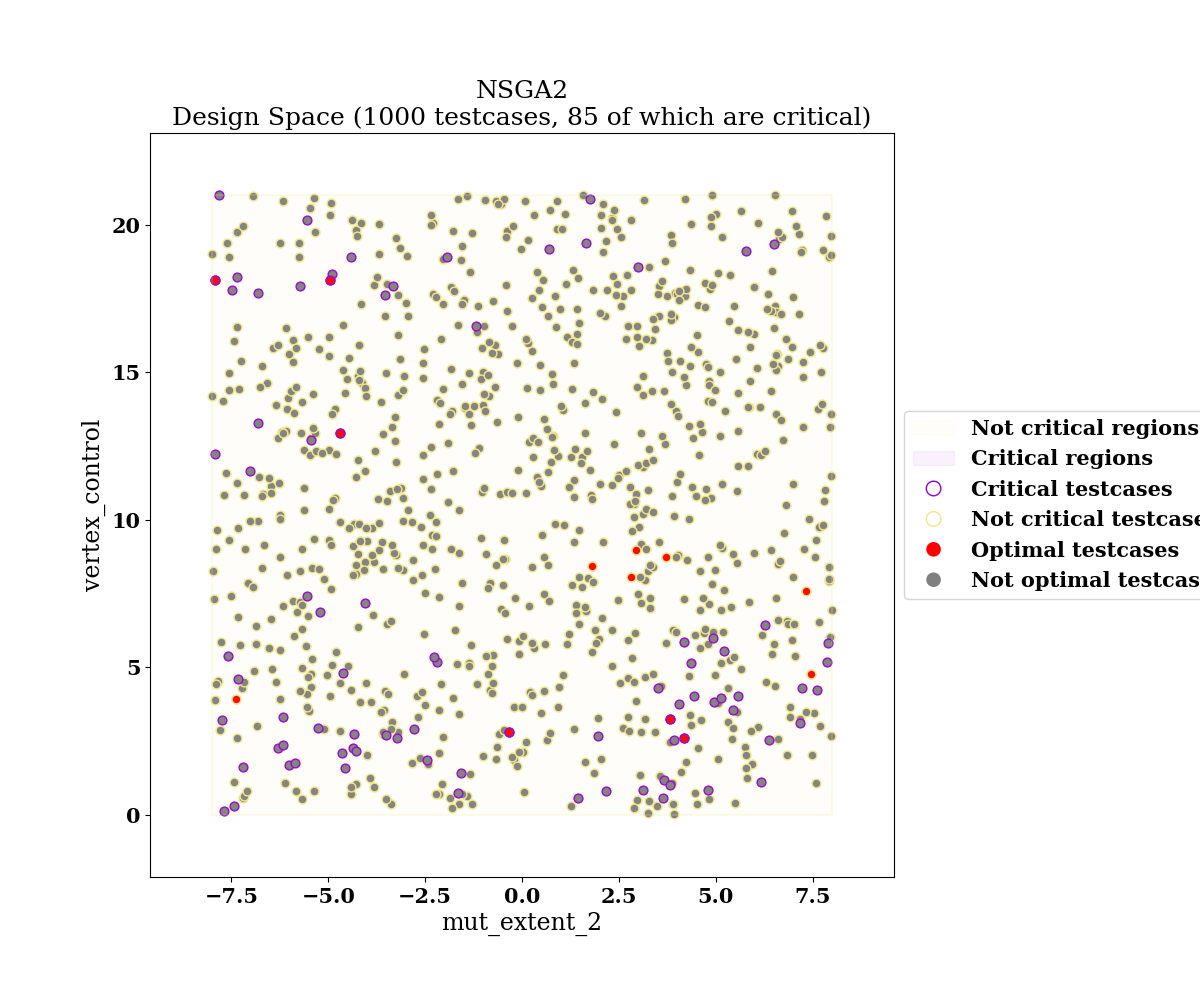 NSGA2
Design Space (1000 testcases, 85 of which are critical)
20
15
10
5
0
vertex_control
−7.5 −5.0 −2.5 0.0 2.5 5.0 7.5
mut_extent_2
Not critical regions
Critical regions
Critical testcases
Not critical testcase
Optimal testcases
Not optimal testcas